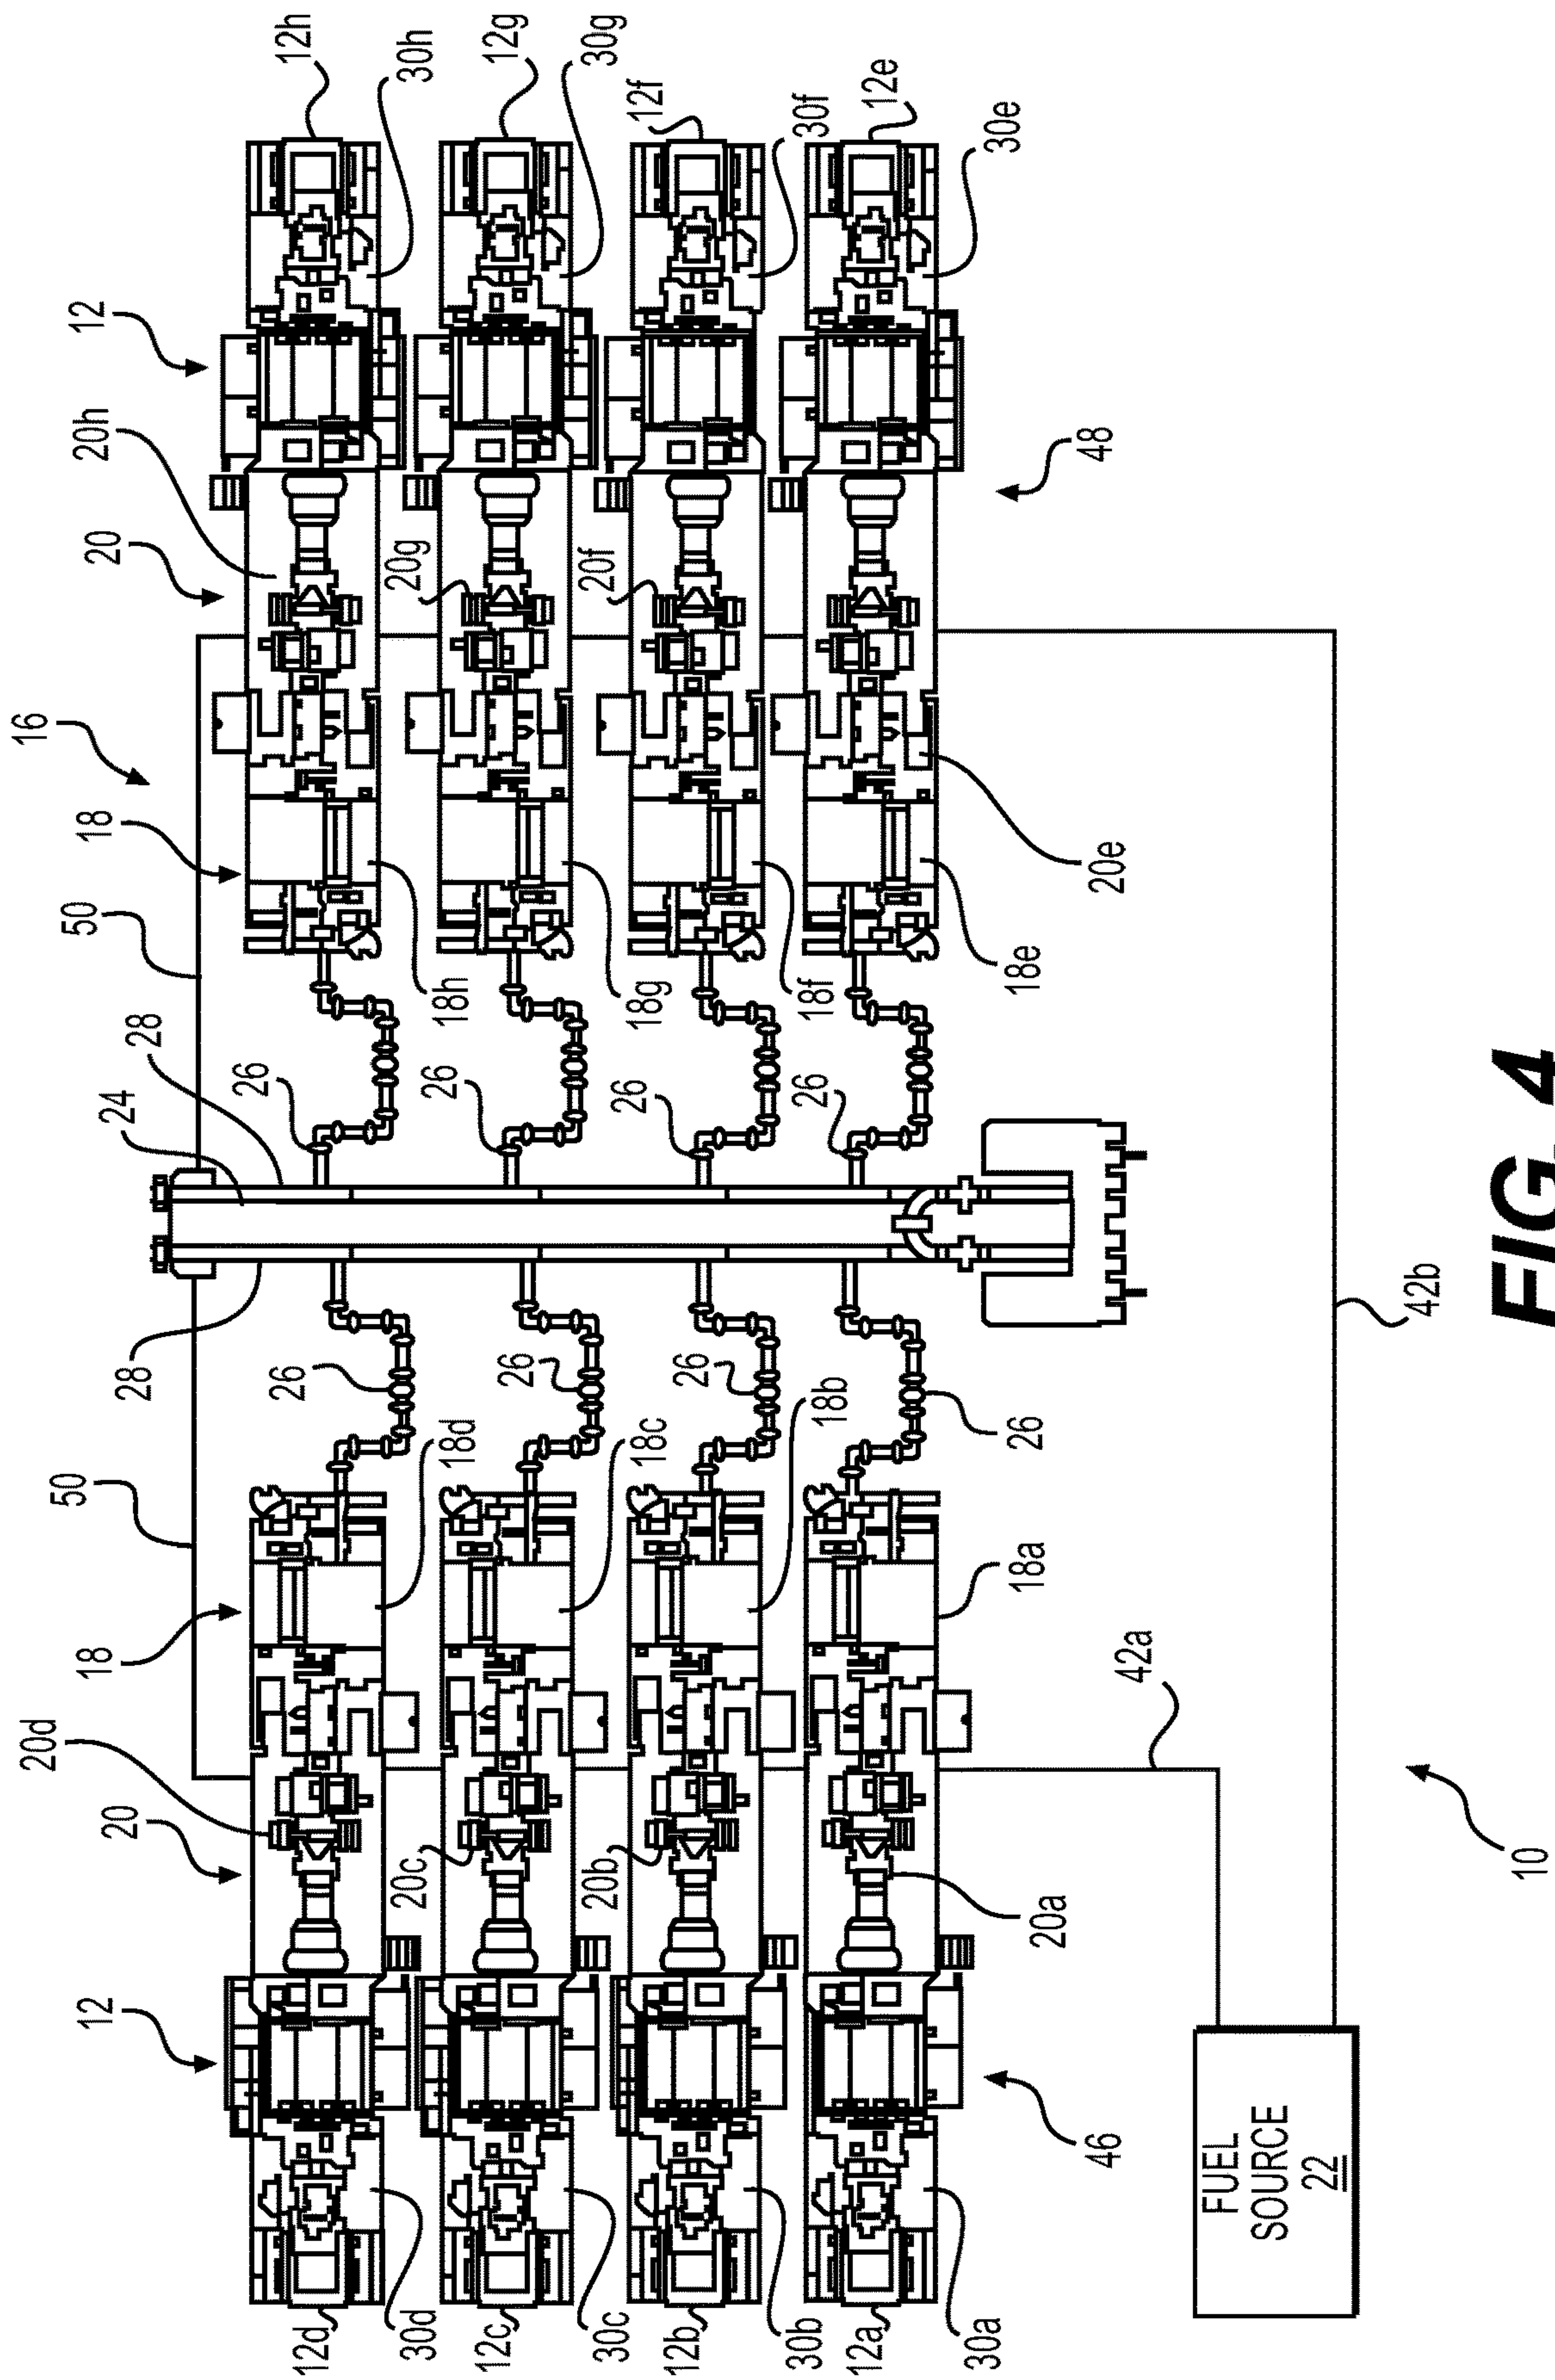 16
20d
50
50
12
18
18
12
20
20
20h
28
24
28
26
26
12h
12d
30d
18d
18h
20g
30h
20c
26
26
12c
12g
30c
18c
18g
20f
30g
20b
26
26
12b
12f
30b
18b
18f
30f
12a
12e
30a
20a
18a
26
26
18e
30e
46
48
20e
42a
FUEL
SOURCE
22
42b
10
FIG. 4